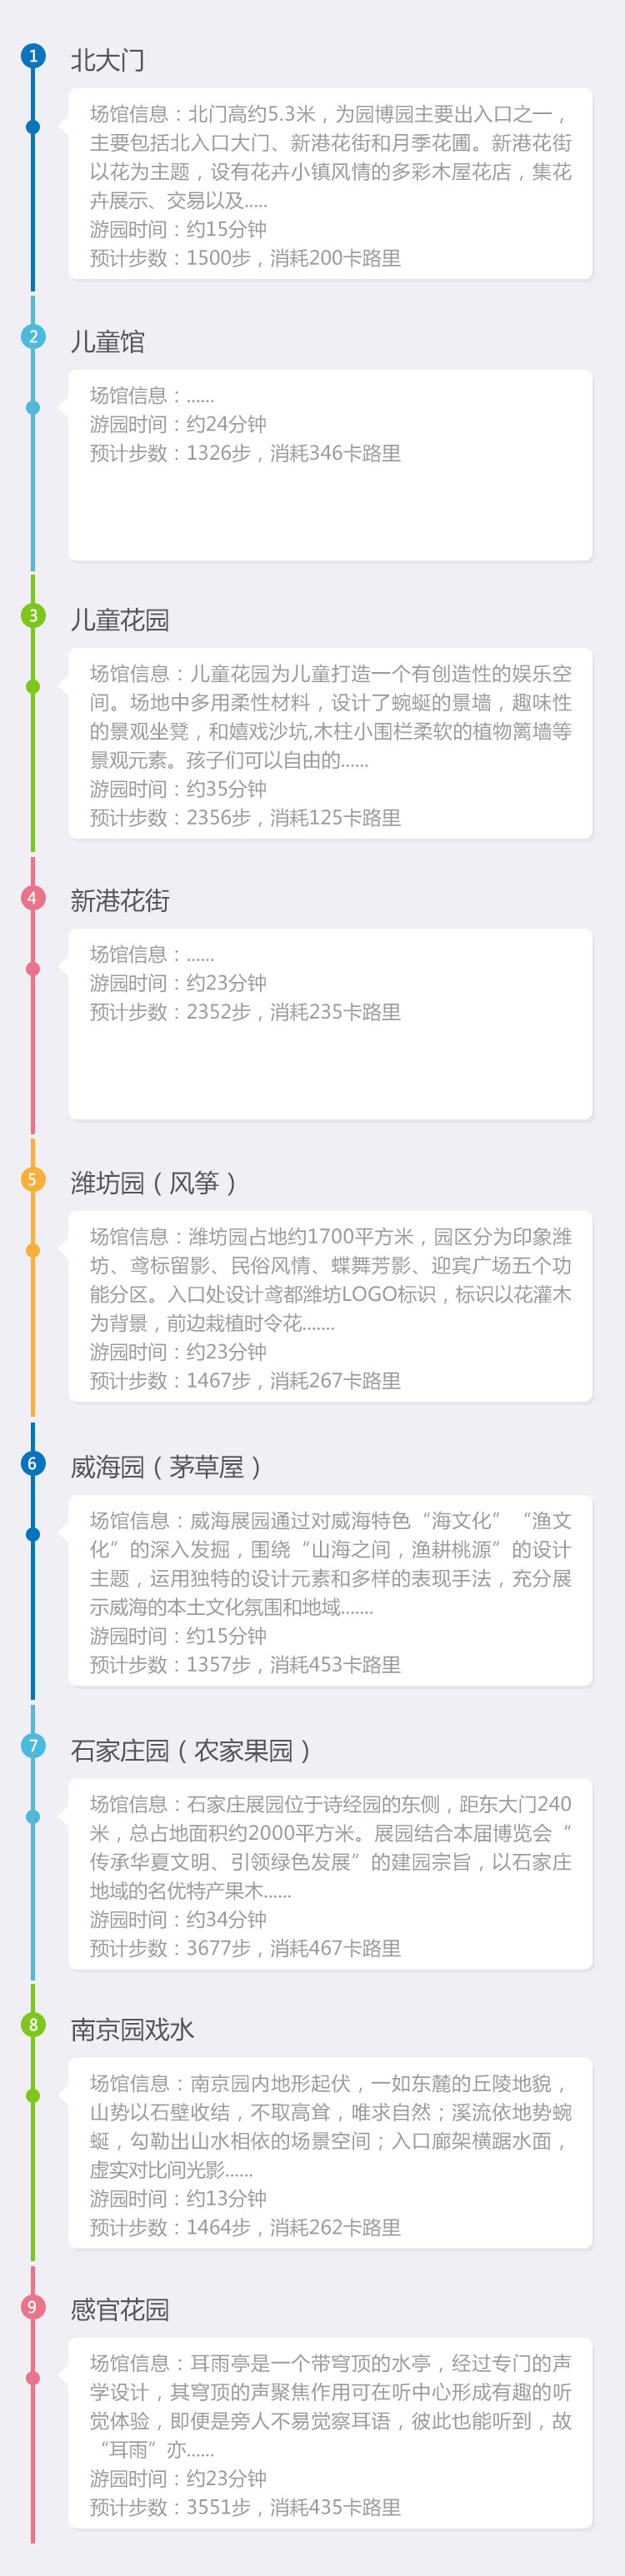 1
北大门
场馆信息：北门高约5.3米，为园博园主要出入口之一，
主要包括北入口大门、新港花街和月季花圃。新港花街
以花为主题，设有花卉小镇风情的多彩木屋花店，集花
卉展示、交易以及.....
游园时间：约15分钟
预计步数：1500步，消耗200卡路里
2
儿童馆
场馆信息：......
游园时间：约24分钟
预计步数：1326步，消耗346卡路里
3
儿童花园
场馆信息：儿童花园为儿童打造一个有创造性的娱乐空
间。场地中多用柔性材料，设计了蜿蜒的景墙，趣味性
的景观坐凳，和嬉戏沙坑,木柱小围栏柔软的植物篱墙等
景观元素。孩子们可以自由的......
游园时间：约35分钟
预计步数：2356步，消耗125卡路里
4
新港花街
场馆信息：......
游园时间：约23分钟
预计步数：2352步，消耗235卡路里
5
潍坊园（风筝）
场馆信息：潍坊园占地约1700平方米，园区分为印象潍
坊、鸢标留影、民俗风情、蝶舞芳影、迎宾广场五个功
能分区。入口处设计鸢都潍坊LOGO标识，标识以花灌木
为背景，前边栽植时令花.......
游园时间：约23分钟
预计步数：1467步，消耗267卡路里
6
威海园（茅草屋）
场馆信息：威海展园通过对威海特色“海文化”“渔文
化”的深入发掘，围绕“山海之间，渔耕桃源”的设计
主题，运用独特的设计元素和多样的表现手法，充分展
示威海的本土文化氛围和地域.......
游园时间：约15分钟
预计步数：1357步，消耗453卡路里
7
石家庄园（农家果园）
场馆信息：石家庄展园位于诗经园的东侧，距东大门240
米，总占地面积约2000平方米。展园结合本届博览会“
传承华夏文明、引领绿色发展”的建园宗旨，以石家庄
地域的名优特产果木......
游园时间：约34分钟
预计步数：3677步，消耗467卡路里
8
南京园戏水
场馆信息：南京园内地形起伏，一如东麓的丘陵地貌，
山势以石壁收结，不取高耸，唯求自然；溪流依地势蜿
蜒，勾勒出山水相依的场景空间；入口廊架横踞水面，
虚实对比间光影......
游园时间：约13分钟
预计步数：1464步，消耗262卡路里
9
感官花园
场馆信息：耳雨亭是一个带穹顶的水亭，经过专门的声
学设计，其穹顶的声聚焦作用可在听中心形成有趣的听
觉体验，即便是旁人不易觉察耳语，彼此也能听到，故
“耳雨”亦......
游园时间：约23分钟
预计步数：3551步，消耗435卡路里